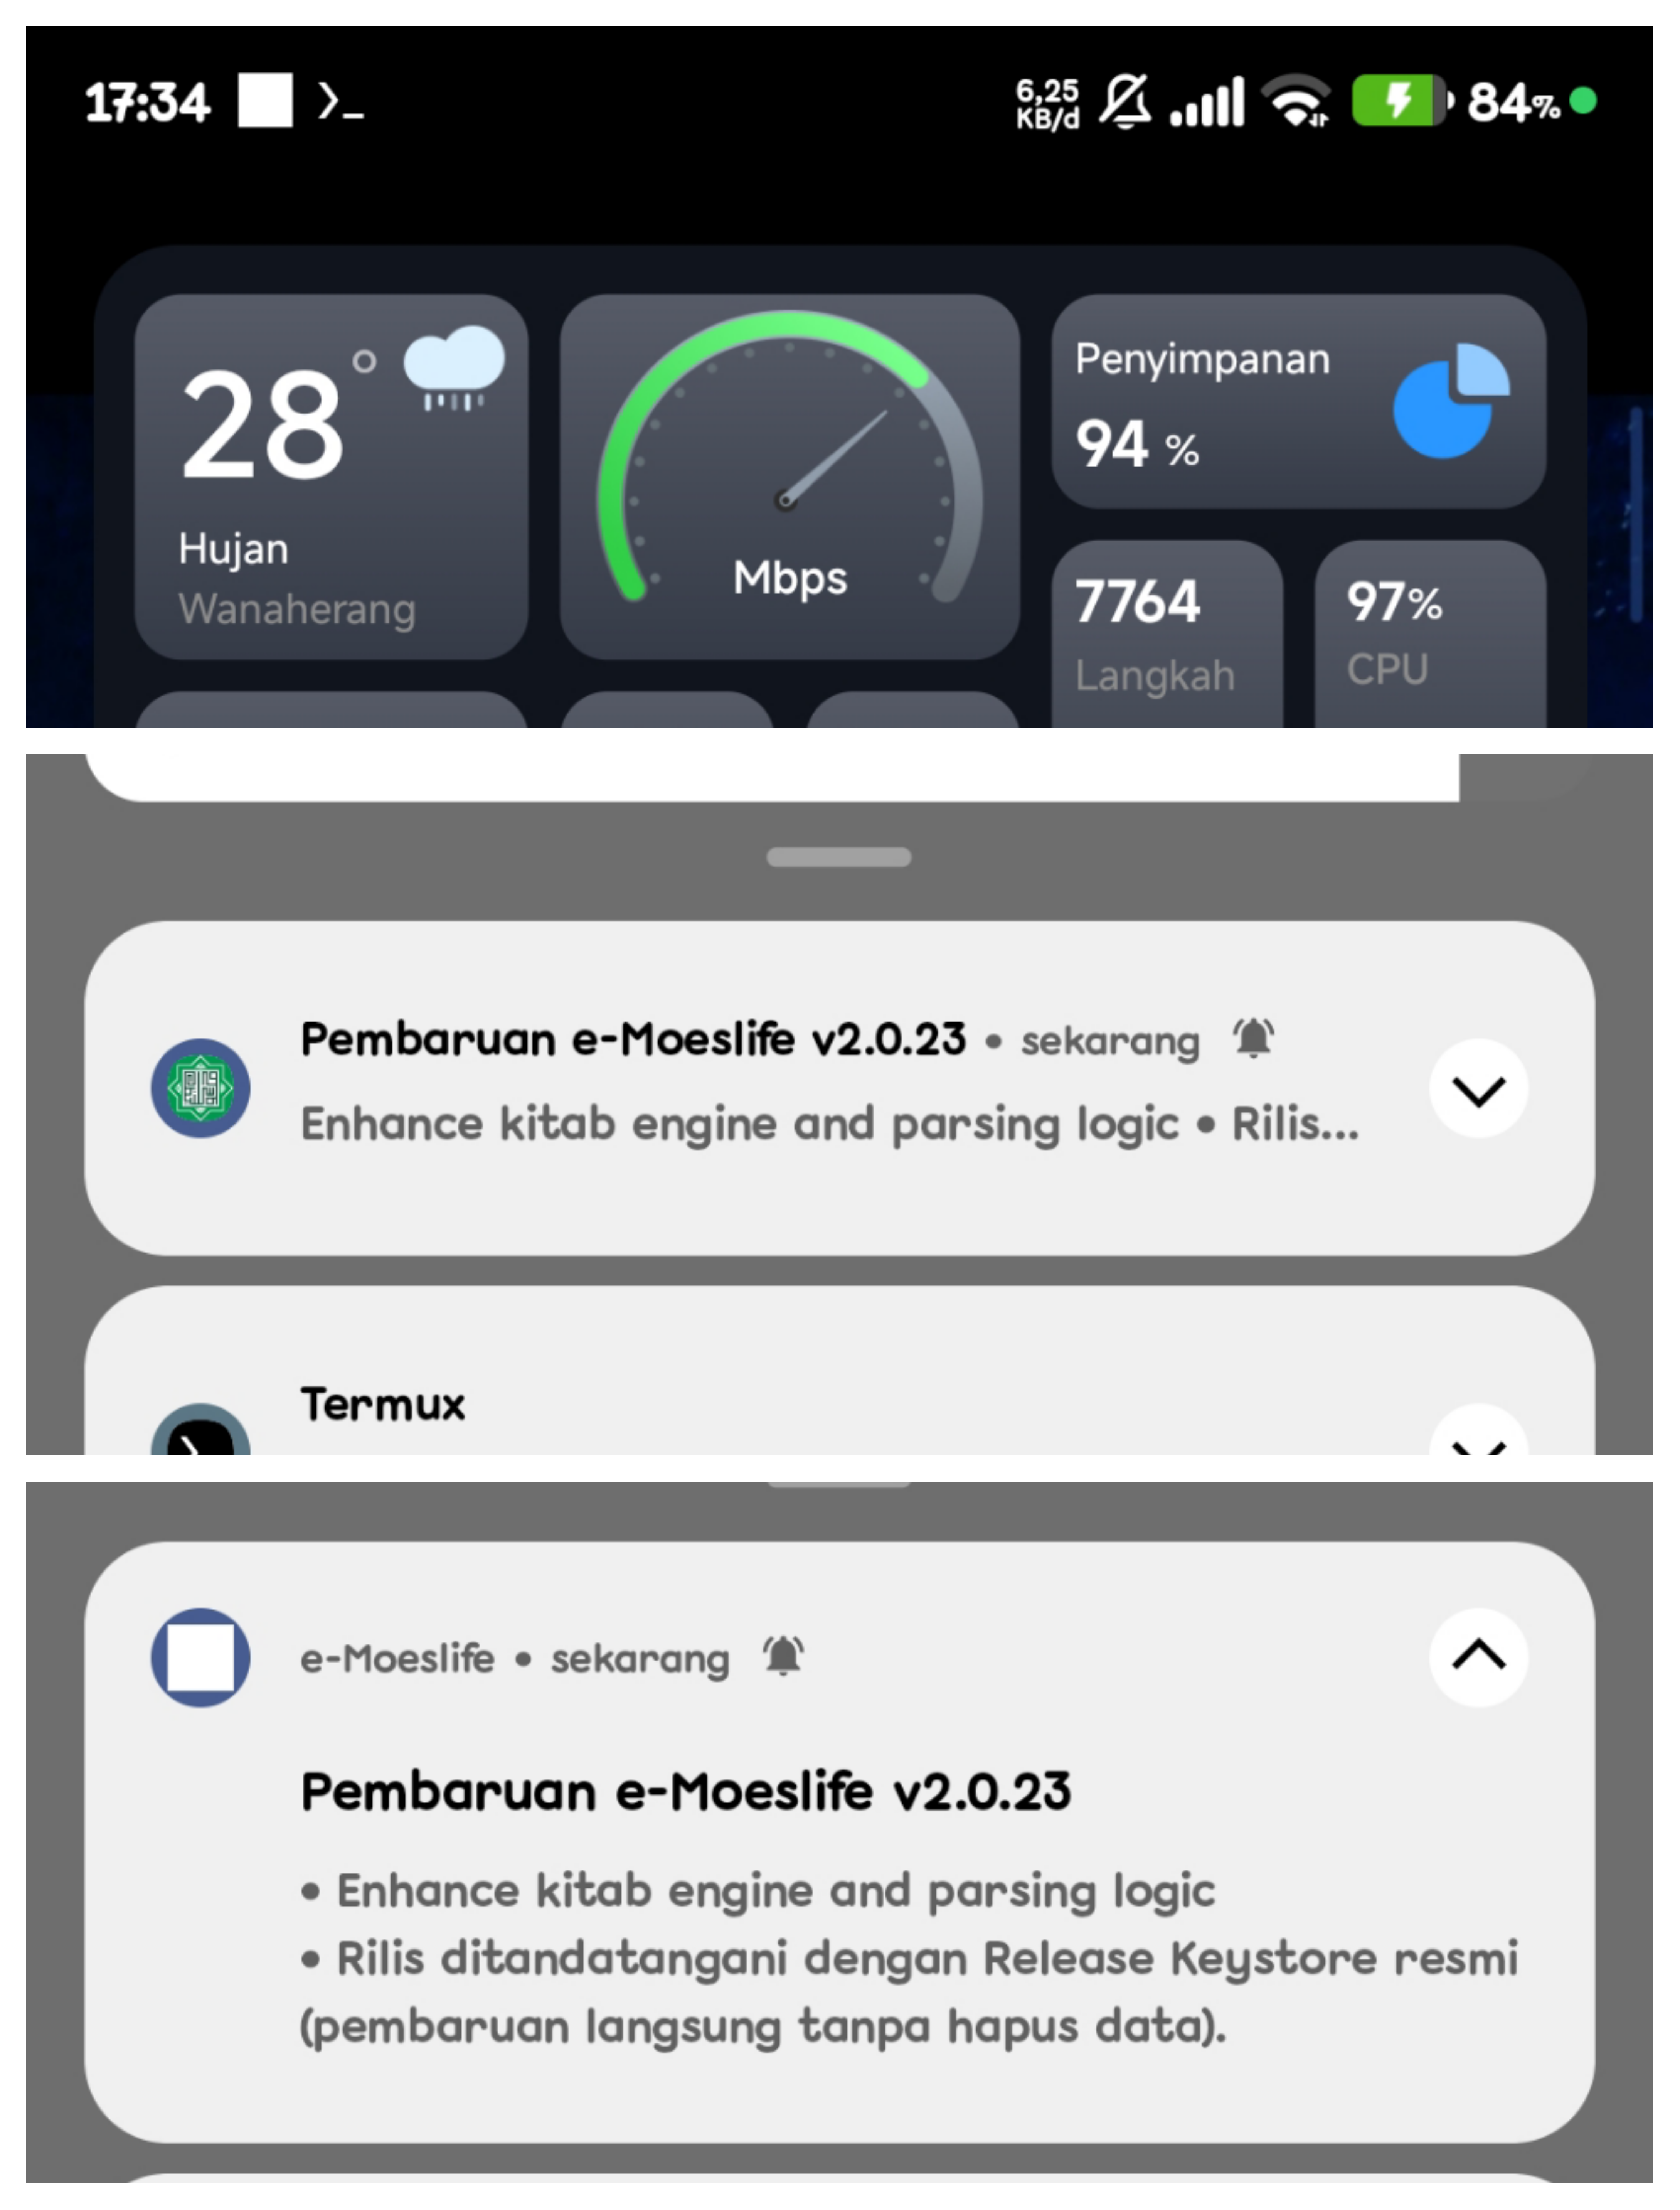 17:34
6,25 KB/d
84%
28°
Hujan
Wanaherang
Mbps
Penyimpanan
94 %
7764
Langkah
97%
CPU
Pembaruan e-Moeslife v2.0.23 • sekarang
Enhance kitab engine and parsing logic • Rilis...
Termux
e-Moeslife • sekarang
Pembaruan e-Moeslife v2.0.23
• Enhance kitab engine and parsing logic
• Rilis ditandatangani dengan Release Keystore resmi
(pembaruan langsung tanpa hapus data).